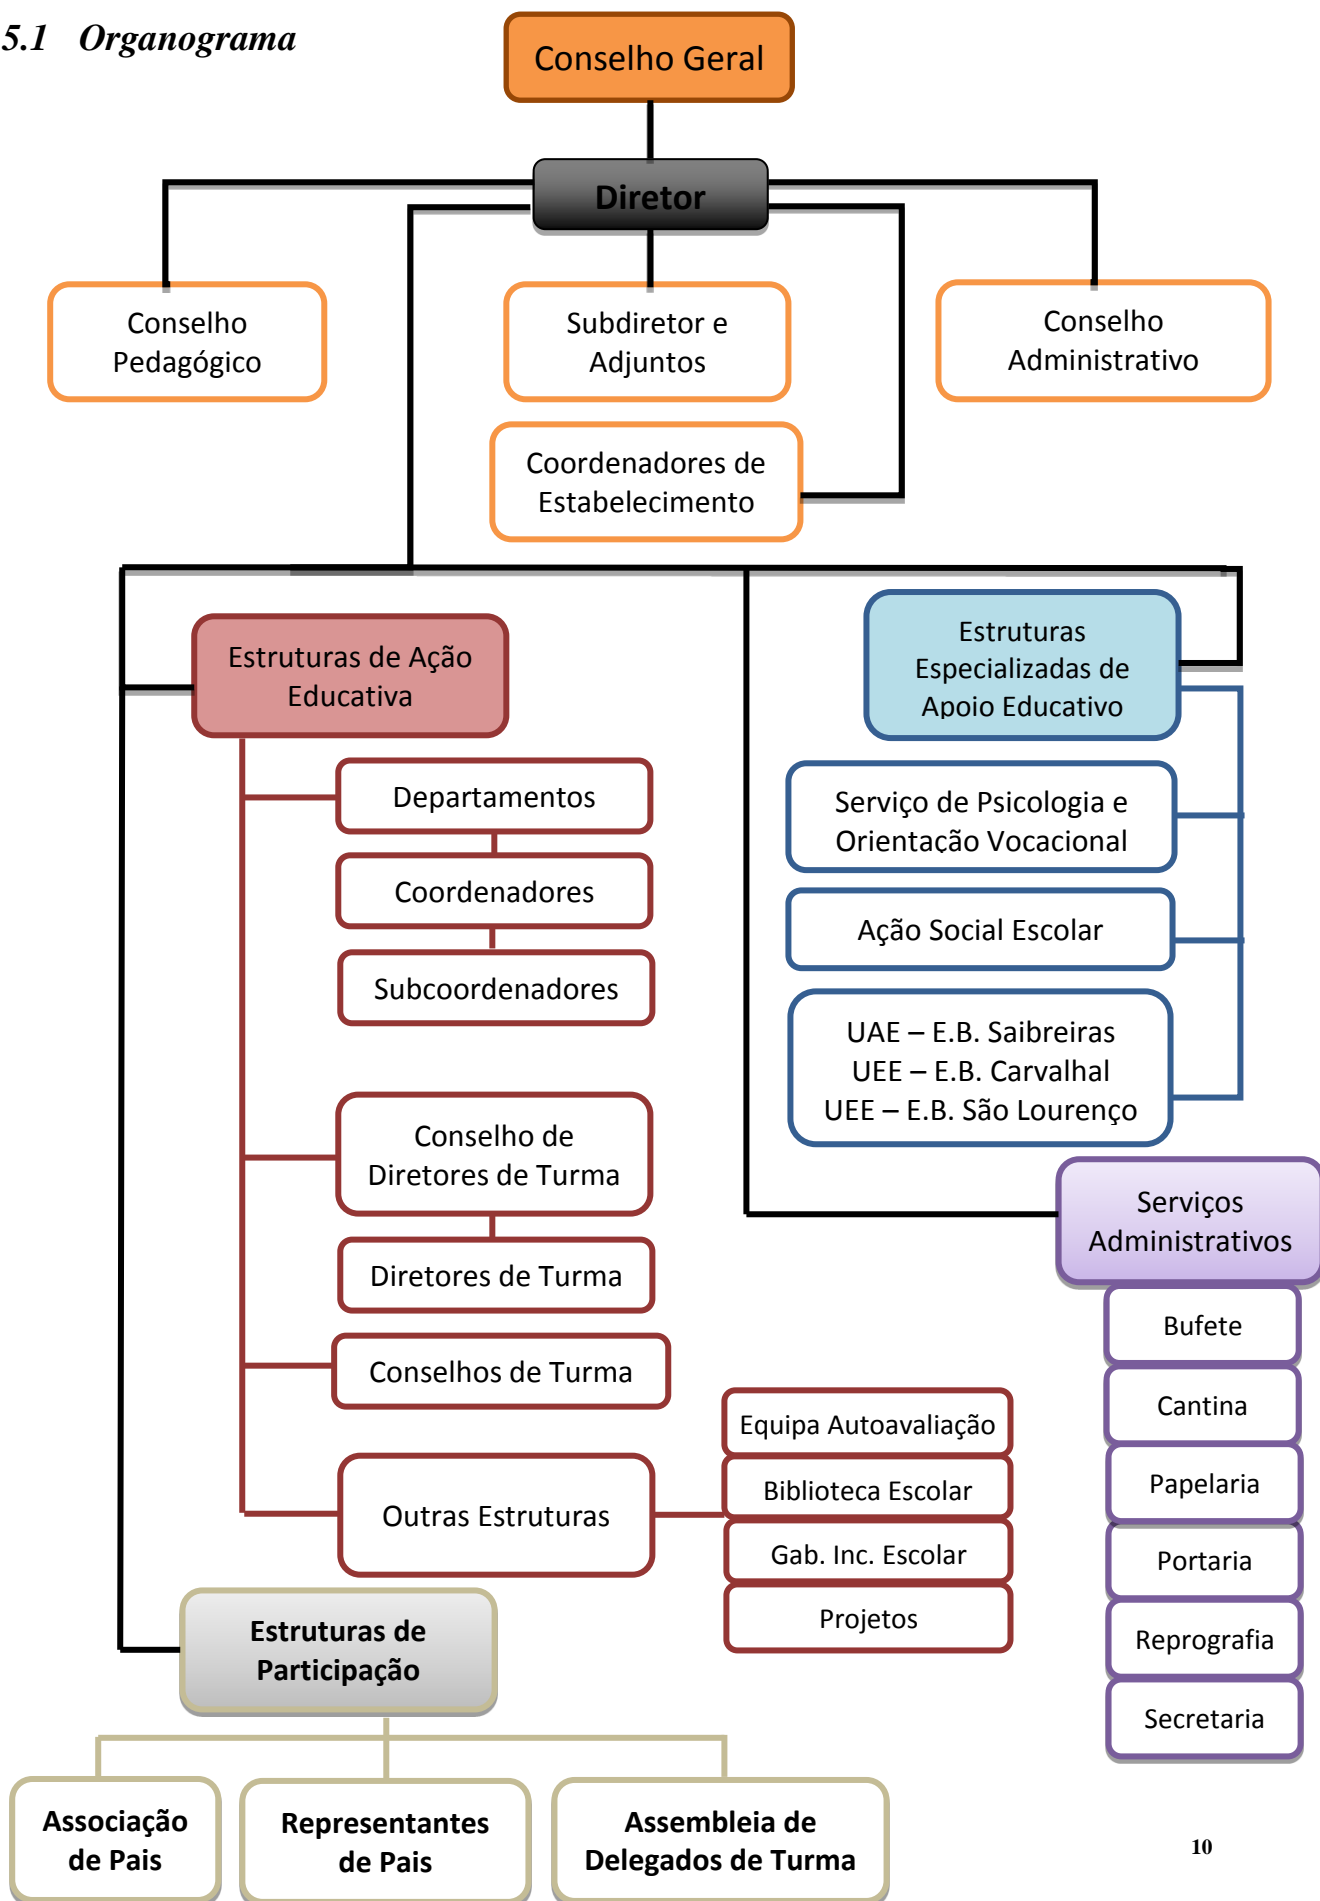 5.1 Organograma
Conselho Geral
Diretor
Conselho
Pedagógico
Subdiretor e
Adjuntos
Conselho
Administrativo
Coordenadores de
Estabelecimento
Estruturas de Ação
Educativa
Estruturas
Especializadas de
Apoio Educativo
Departamentos
Coordenadores
Subcoordenadores
Serviço de Psicologia e
Orientação Vocacional
Ação Social Escolar
UAE – E.B. Saibreiras
UEE – E.B. Carvalhal
UEE – E.B. São Lourenço
Conselho de
Diretores de Turma
Diretores de Turma
Conselhos de Turma
Outras Estruturas
Equipa Autoavaliação
Biblioteca Escolar
Gab. Inc. Escolar
Projetos
Serviços
Administrativos
Bufete
Cantina
Papelaria
Portaria
Reprografia
Secretaria
Estruturas de
Participação
Associação
de Pais
Representantes
de Pais
Assembleia de
Delegados de Turma
10